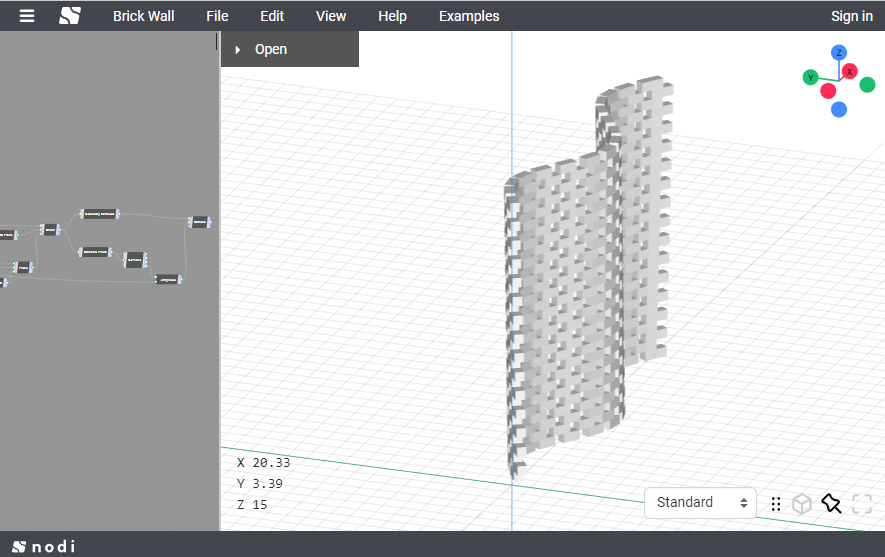 Brick Wall File Edit View Help Examples Sign in
Open
Z
X
Y
X 20.33
Y 3.39
Z 15
Standard
nodi